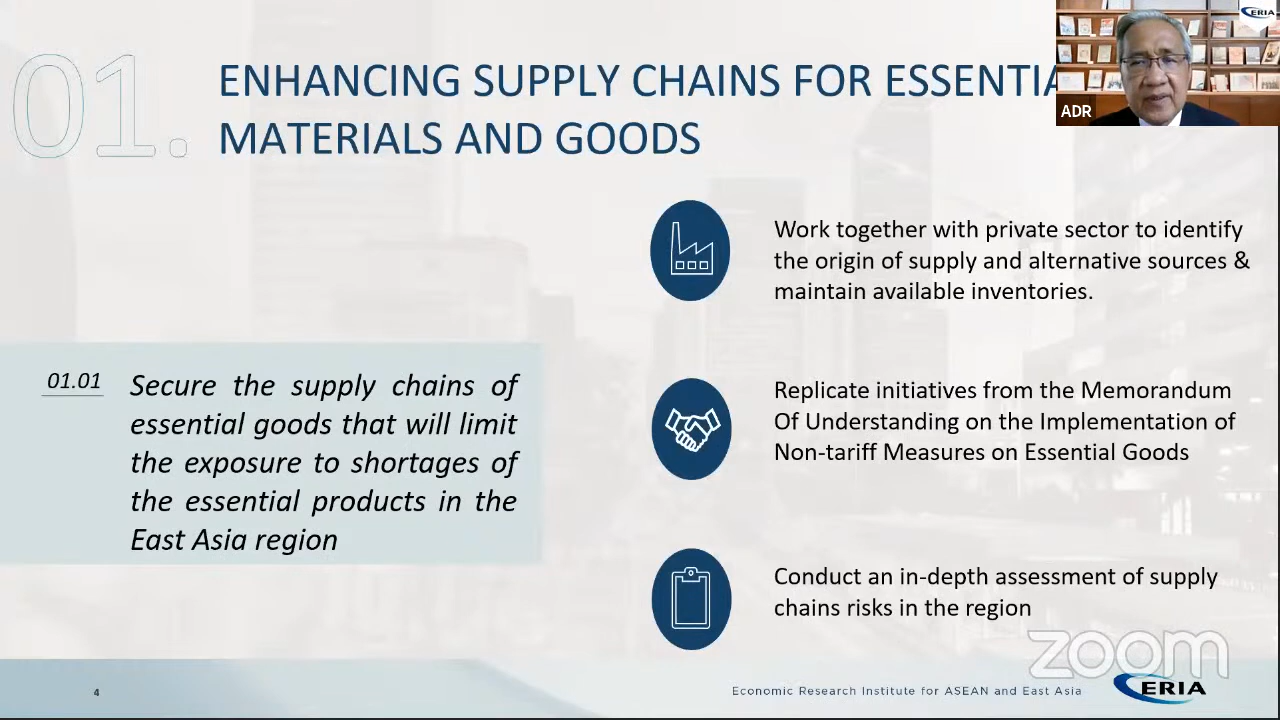 01.
ENHANCING SUPPLY CHAINS FOR ESSENTIA
MATERIALS AND GOODS
ERIA
ADR
Work together with private sector to identify
the origin of supply and alternative sources &
maintain available inventories.
01.01
Secure the supply chains of
essential goods that will limit
the exposure to shortages of
the essential products in the
East Asia region
Replicate initiatives from the Memorandum
Of Understanding on the Implementation of
Non-tariff Measures on Essential Goods
Conduct an in-depth assessment of supply
chains risks in the region
zoom
4
Economic Research Institute for ASEAN and East Asia
ERIA